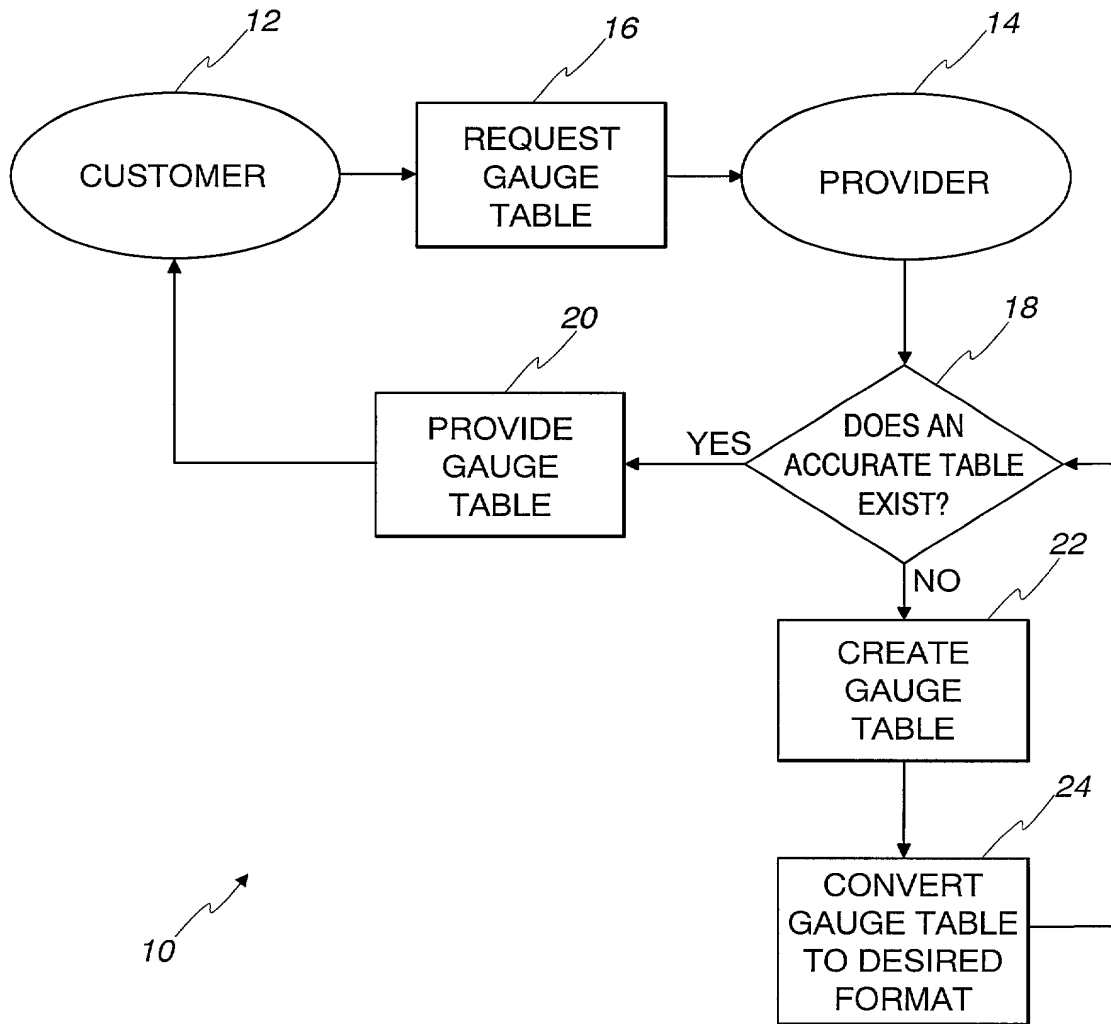 12
16
14
CUSTOMER
REQUEST
GAUGE
TABLE
PROVIDER
20
18
PROVIDE
GAUGE
TABLE
YES
DOES AN
ACCURATE TABLE
EXIST?
NO
22
CREATE
GAUGE
TABLE
24
CONVERT
GAUGE TABLE
TO DESIRED
FORMAT
10